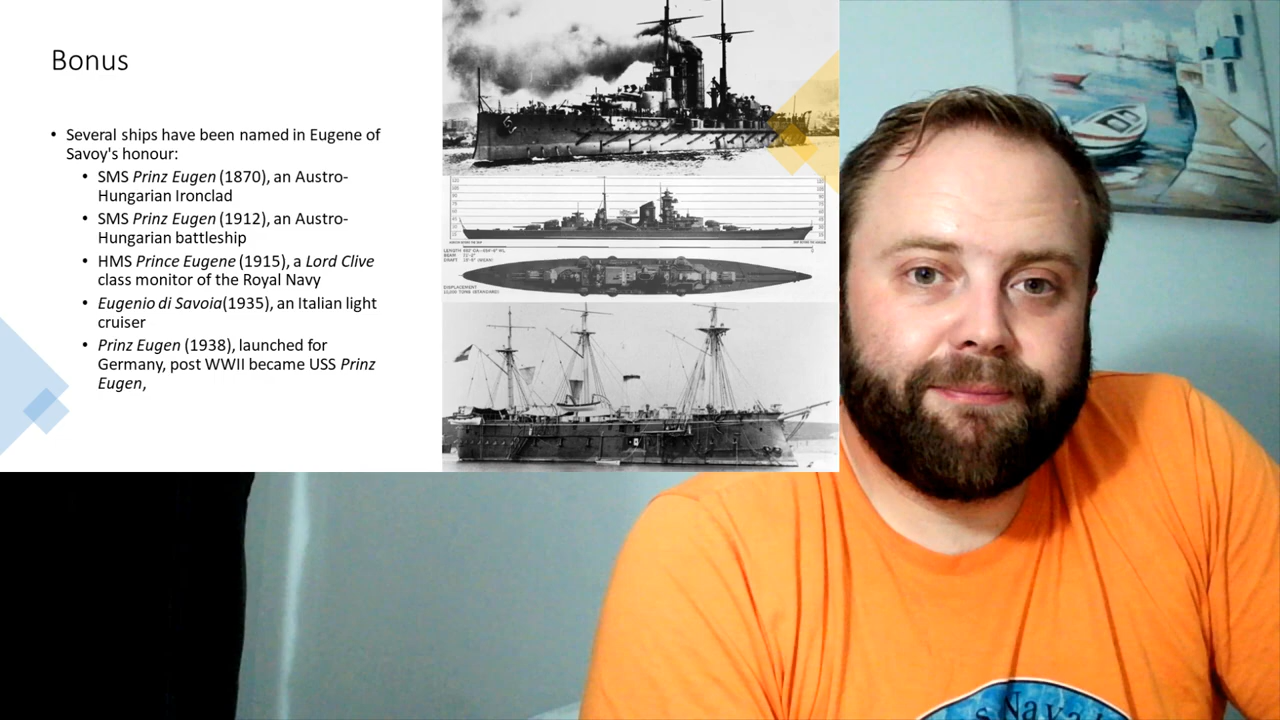 Bonus
• Several ships have been named in Eugene of
Savoy's honour:
• SMS Prinz Eugen (1870), an Austro-
Hungarian Ironclad
• SMS Prinz Eugen (1912), an Austro-
Hungarian battleship
• HMS Prince Eugene (1915), a Lord Clive
class monitor of the Royal Navy
• Eugenio di Savoia(1935), an Italian light
cruiser
• Prinz Eugen (1938), launched for
Germany, post WWII became USS Prinz
Eugen,
DISPLACEMENT
s Nava